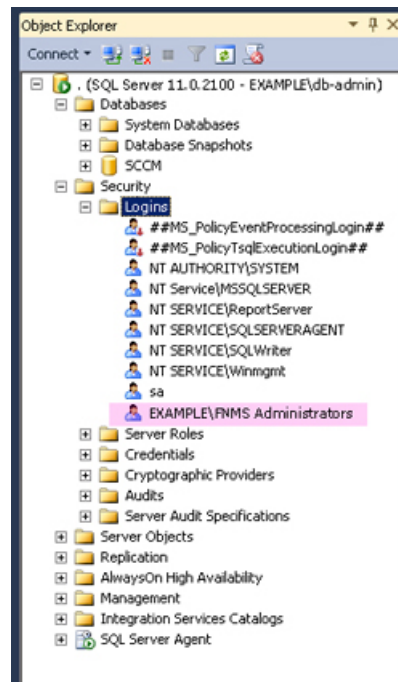 Object Explorer
Connect
. (SQL Server 11.0.2100 - EXAMPLE\db-admin)
Databases
System Databases
Database Snapshots
SCCM
Security
Logins
##MS_PolicyEventProcessingLogin##
##MS_PolicyTsqlExecutionLogin##
NT AUTHORITY\SYSTEM
NT Service\MSSQLSERVER
NT SERVICE\ReportServer
NT SERVICE\SQLSERVERAGENT
NT SERVICE\SQLWriter
NT SERVICE\Winmgmt
sa
EXAMPLE\FNMS Administrators
Server Roles
Credentials
Cryptographic Providers
Audits
Server Audit Specifications
Server Objects
Replication
AlwaysOn High Availability
Management
Integration Services Catalogs
SQL Server Agent